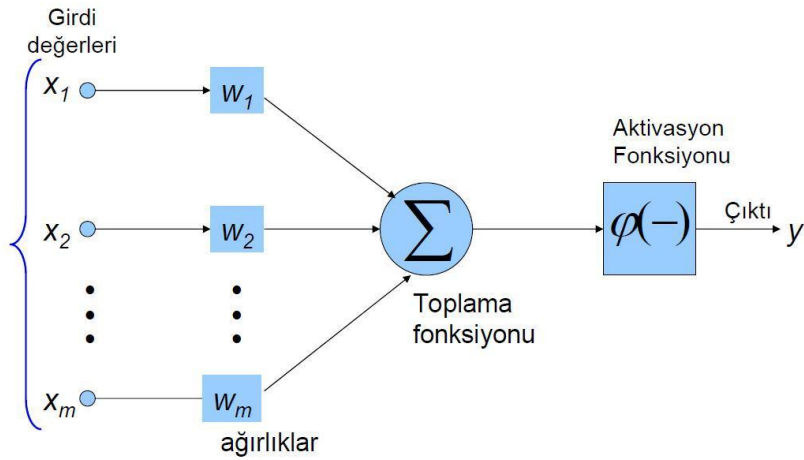 Girdi
değerleri
x1
w1
Aktivasyon
Fonksiyonu
x2
w2
∑
φ(−)
Çıktı
y
Toplama
fonksiyonu
xm
wm
ağırlıklar